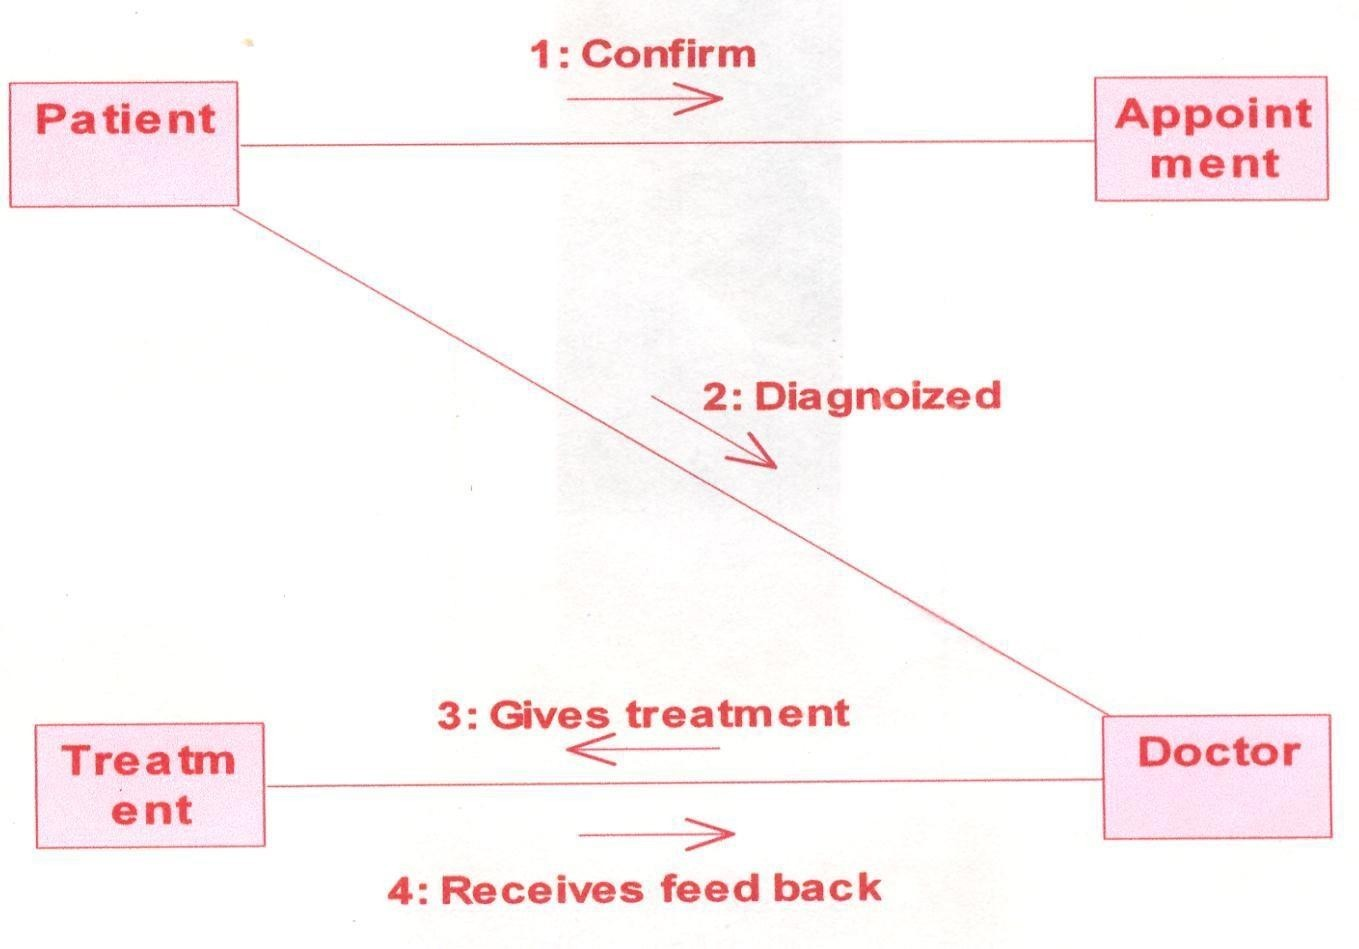 1: Confirm
Patient
Appoint
ment
2: Diagnoized
3: Gives treatment
Treatm
ent
Doctor
4: Receives feed back